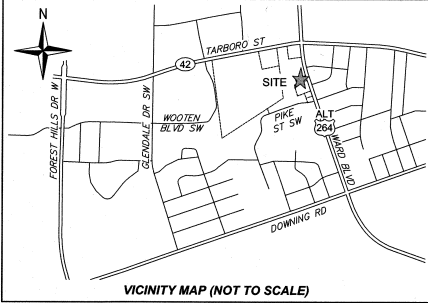 N
TARBORO ST
42
SITE
FOREST HILLS DR W
GLENDALE DR SW
WOOTEN
BLVD SW
PIKE
ST SW
ALT
264
WARD BLVD
DOWNING RD
VICINITY MAP (NOT TO SCALE)